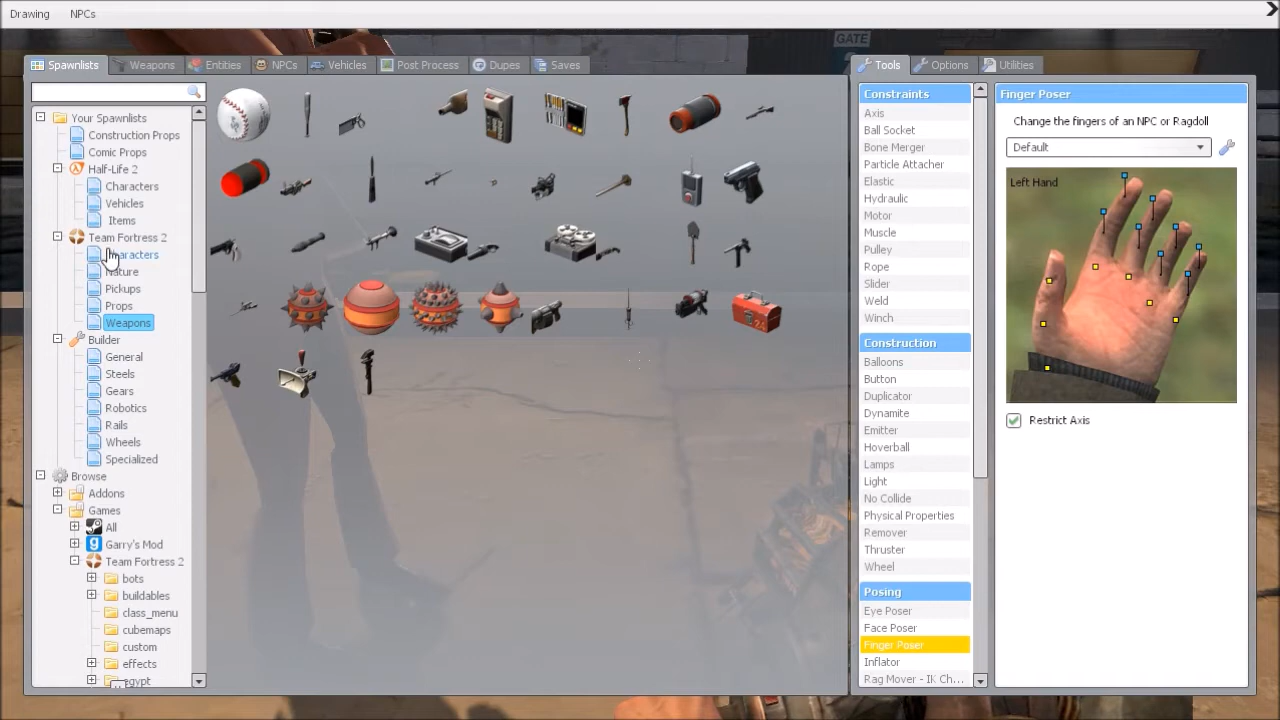 Drawing NPCs
GATE
Spawnlists Weapons Entities NPCs Vehicles Post Process Dupes Saves
Your Spawnlists
Construction Props
Comic Props
Half-Life 2
Characters
Vehicles
Items
Team Fortress 2
Nature
Pickups
Props
Weapons
Builder
General
Steels
Gears
Robotics
Rails
Wheels
Specialized
Browse
Addons
Games
All
Garry's Mod
Team Fortress 2
bots
buildables
class_menu
cubemaps
custom
effects
egypt
Tools Options Utilities
Constraints
Axis
Ball Socket
Bone Merger
Particle Attacher
Elastic
Hydraulic
Motor
Muscle
Pulley
Rope
Slider
Weld
Winch
Construction
Balloons
Button
Duplicator
Dynamite
Emitter
Hoverball
Lamps
Light
No Collide
Physical Properties
Remover
Thruster
Wheel
Posing
Eye Poser
Face Poser
Finger Poser
Inflator
Rag Mover - IK Ch...
Finger Poser
Change the fingers of an NPC or Ragdoll
Default
Left Hand
Restrict Axis